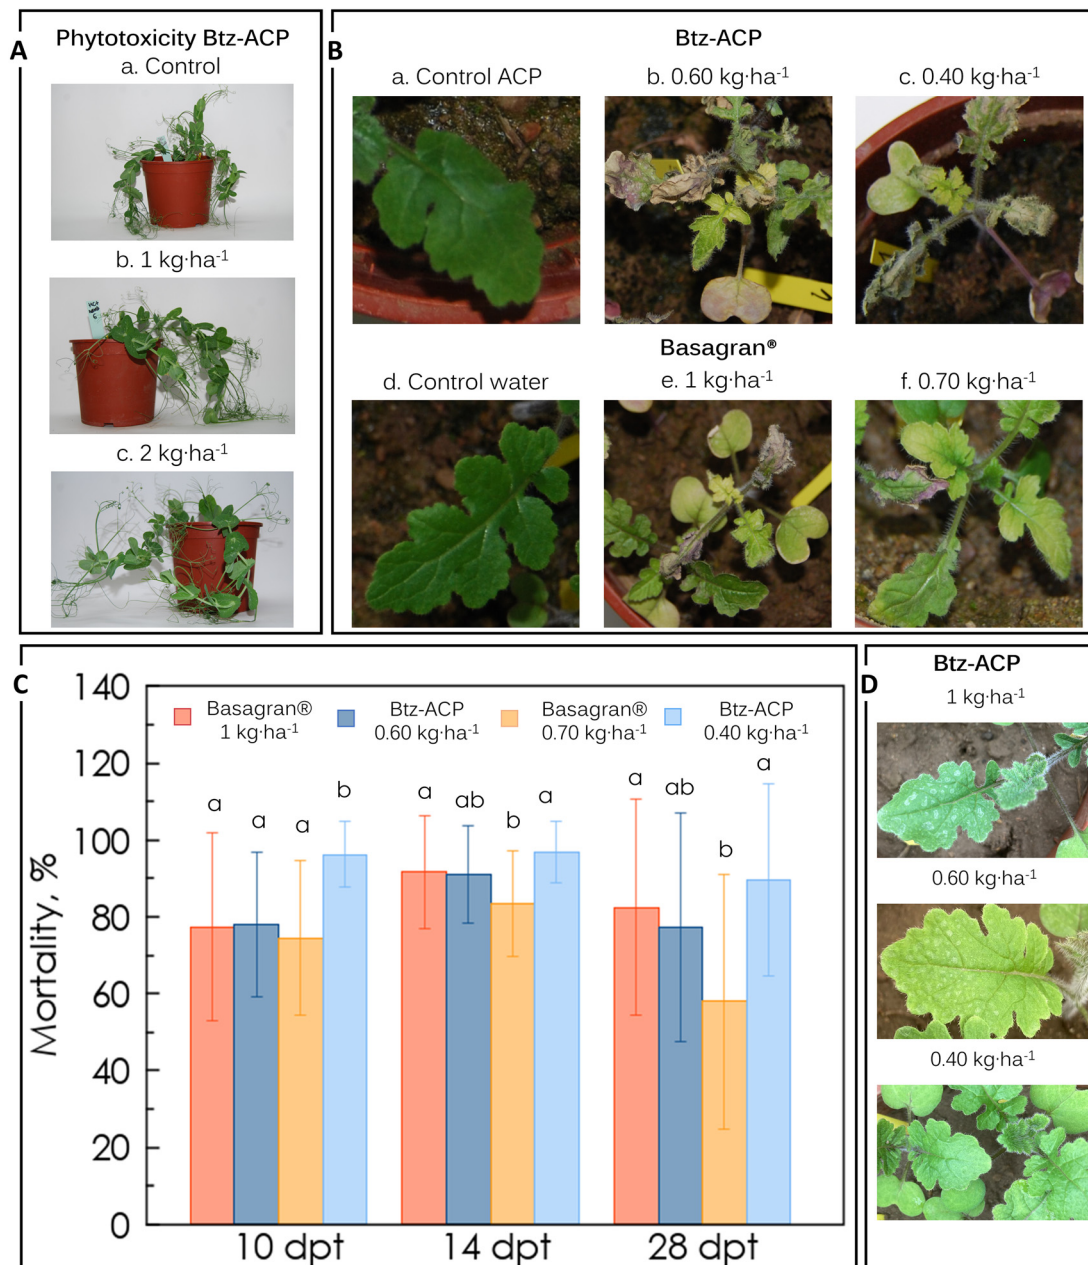 A
Phytotoxicity Btz-ACP
a. Control
b. 1 kg·ha⁻¹
c. 2 kg·ha⁻¹
B
Btz-ACP
a. Control ACP
b. 0.60 kg·ha⁻¹
c. 0.40 kg·ha⁻¹
Basagran®
d. Control water
e. 1 kg·ha⁻¹
f. 0.70 kg·ha⁻¹
C
Basagran®
1 kg·ha⁻¹
Btz-ACP
0.60 kg·ha⁻¹
Basagran®
0.70 kg·ha⁻¹
Btz-ACP
0.40 kg·ha⁻¹
Mortality, %
140
120
100
80
60
40
20
0
a a a b
a ab b a
a ab b a
10 dpt 14 dpt 28 dpt
D
Btz-ACP
1 kg·ha⁻¹
0.60 kg·ha⁻¹
0.40 kg·ha⁻¹